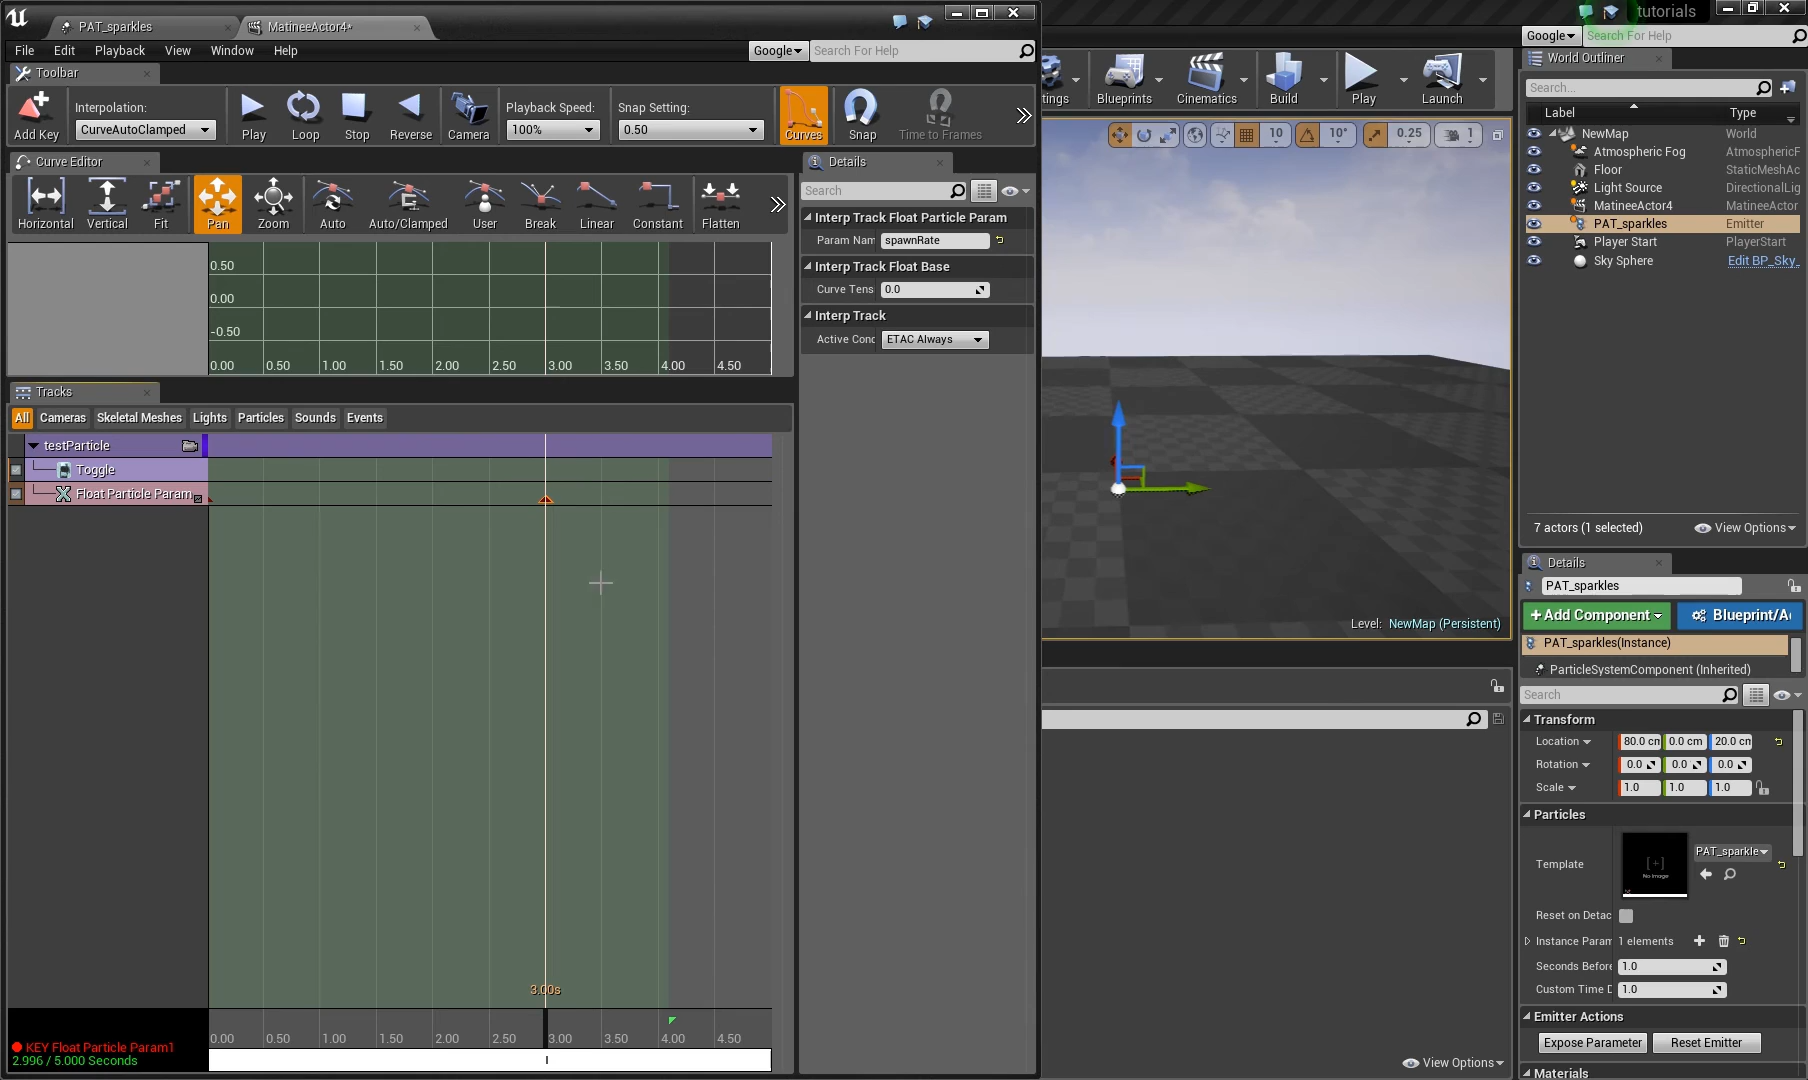 PAT_sparkles
MatineeActor4*
File Edit Playback View Window Help
Google
Search For Help
Toolbar
Add Key
Interpolation:
CurveAutoClamped
Play
Loop
Stop
Reverse
Camera
Playback Speed:
100%
Snap Setting:
0.50
Curves
Snap
Time to Frames
Curve Editor
Horizontal
Vertical
Fit
Pan
Zoom
Auto
Auto/Clamped
User
Break
Linear
Constant
Flatten
0.50
0.00
-0.50
0.00 0.50 1.00 1.50 2.00 2.50 3.00 3.50 4.00 4.50
Details
Search
Interp Track Float Particle Param
Param Nam
spawnRate
Interp Track Float Base
Curve Tens
0.0
Interp Track
Active Conc
ETAC Always
Tracks
All Cameras Skeletal Meshes Lights Particles Sounds Events
testParticle
Toggle
Float Particle Param
3.00s
0.00 0.50 1.00 1.50 2.00 2.50 3.00 3.50 4.00 4.50
KEY Float Particle Param1
2.996 / 5.000 Seconds
tutorials
Google
Search For Help
tings
Blueprints
Cinematics
Build
Play
Launch
10
10°
0.25
1
Level: NewMap (Persistent)
View Options
World Outliner
Search...
Label Type
NewMap World
Atmospheric Fog AtmosphericF
Floor StaticMeshAc
Light Source DirectionalLig
MatineeActor4 MatineeActor
PAT_sparkles Emitter
Player Start PlayerStart
Sky Sphere Edit BP_Sky_
7 actors (1 selected)
View Options
Details
PAT_sparkles
+Add Component
Blueprint/A
PAT_sparkles(Instance)
ParticleSystemComponent (Inherited)
Search
Transform
Location 80.0 cn 0.0 cm 20.0 cn
Rotation 0.0 0.0 0.0
Scale 1.0 1.0 1.0
Particles
Template
[+]
No Image
PAT_sparkle
Reset on Detac
Instance Param 1 elements
Seconds Before 1.0
Custom Time D 1.0
Emitter Actions
Expose Parameter
Reset Emitter
Materials